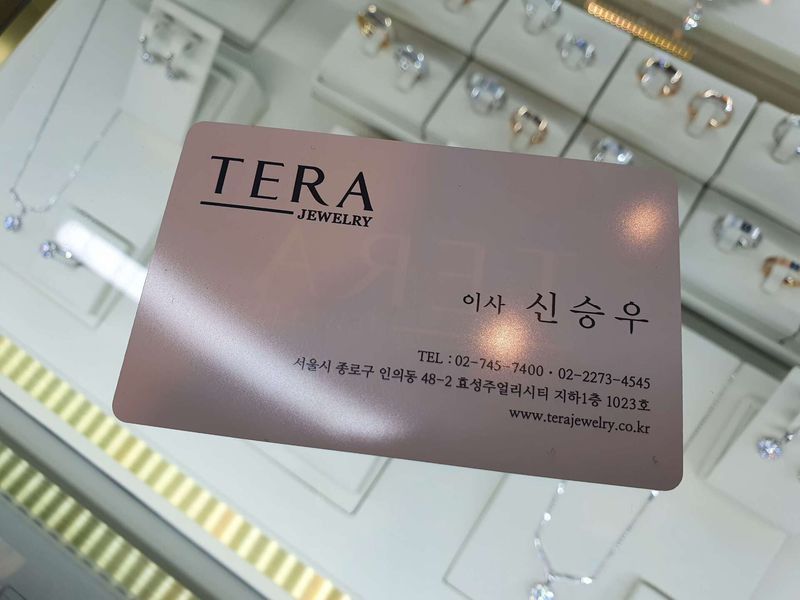 TERA
JEWELRY
이사 신승우
TEL : 02-745-7400 · 02-2273-4545
서울시 종로구 인의동 48-2 효성주얼리시티 지하1층 1023호
www.terajewelry.co.kr